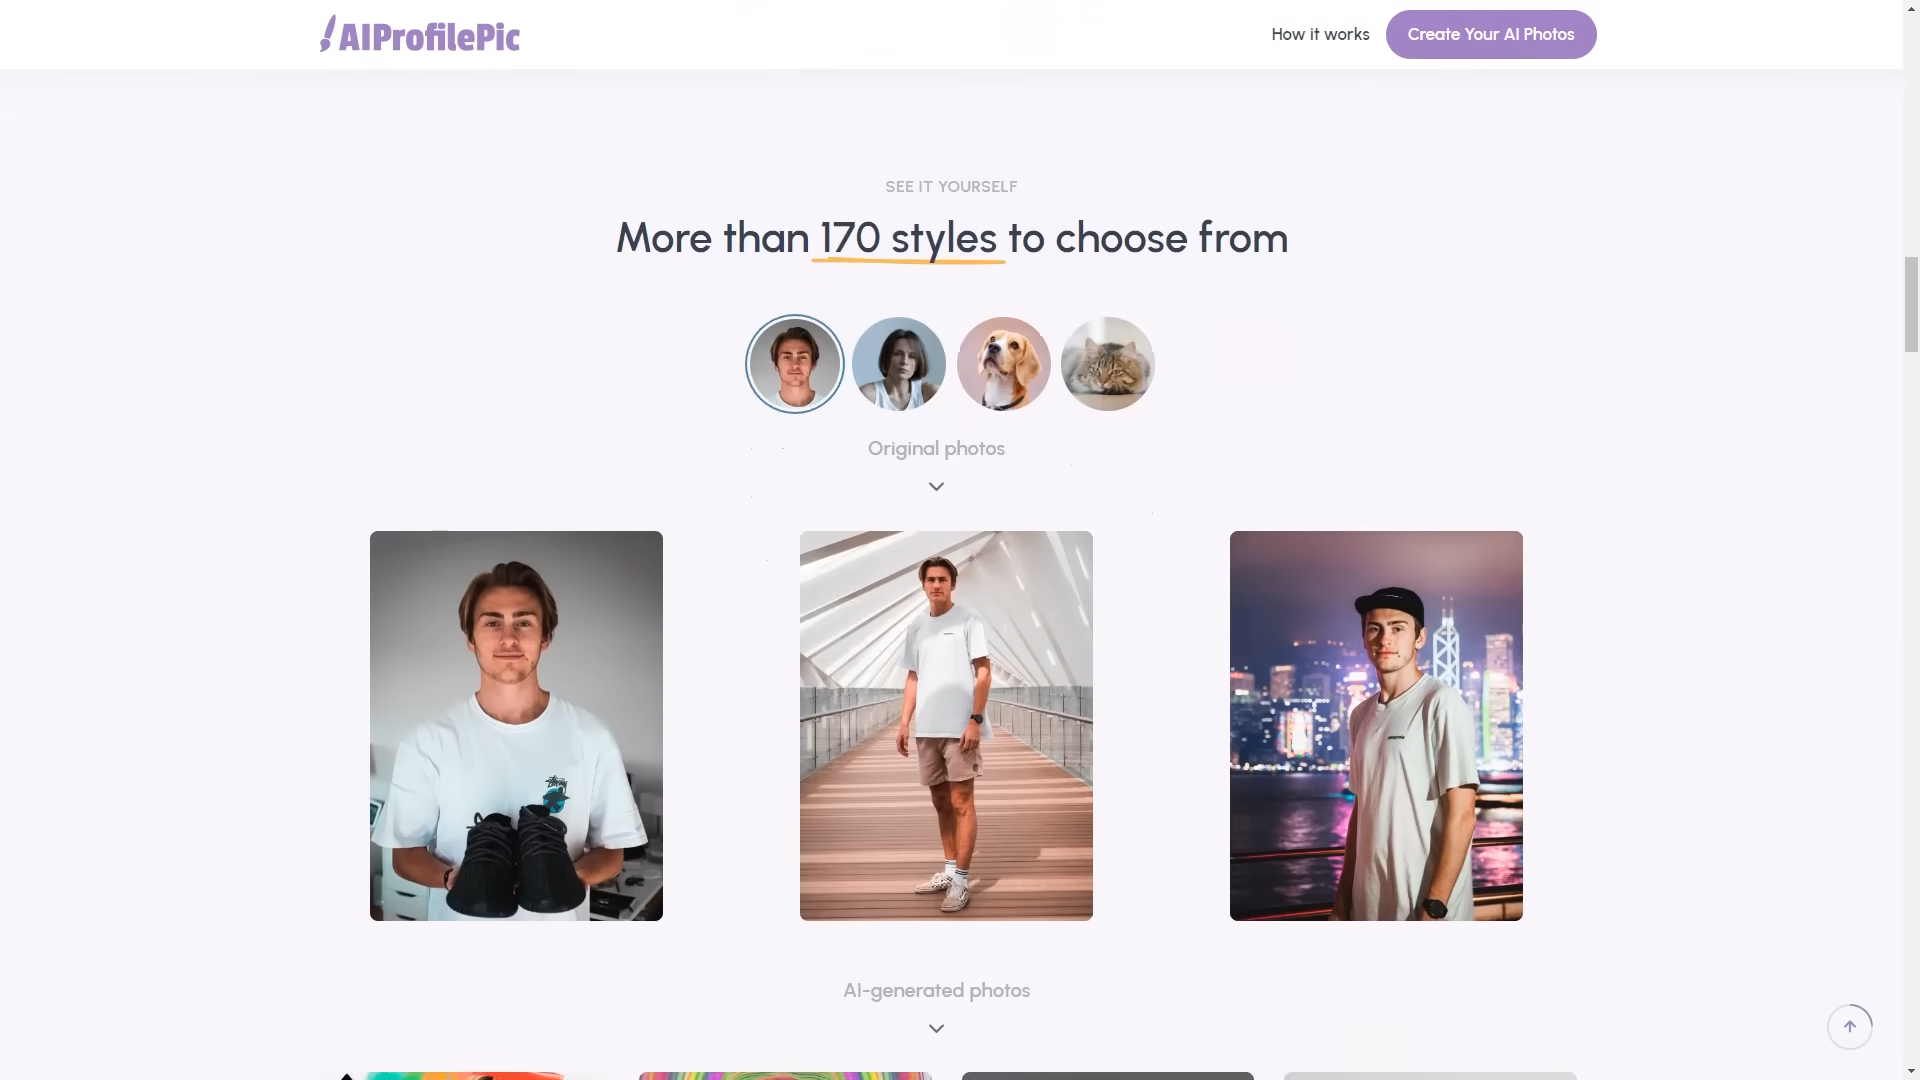 AIProfilePic
How it works
Create Your AI Photos
SEE IT YOURSELF
More than 170 styles to choose from
Original photos
AI-generated photos